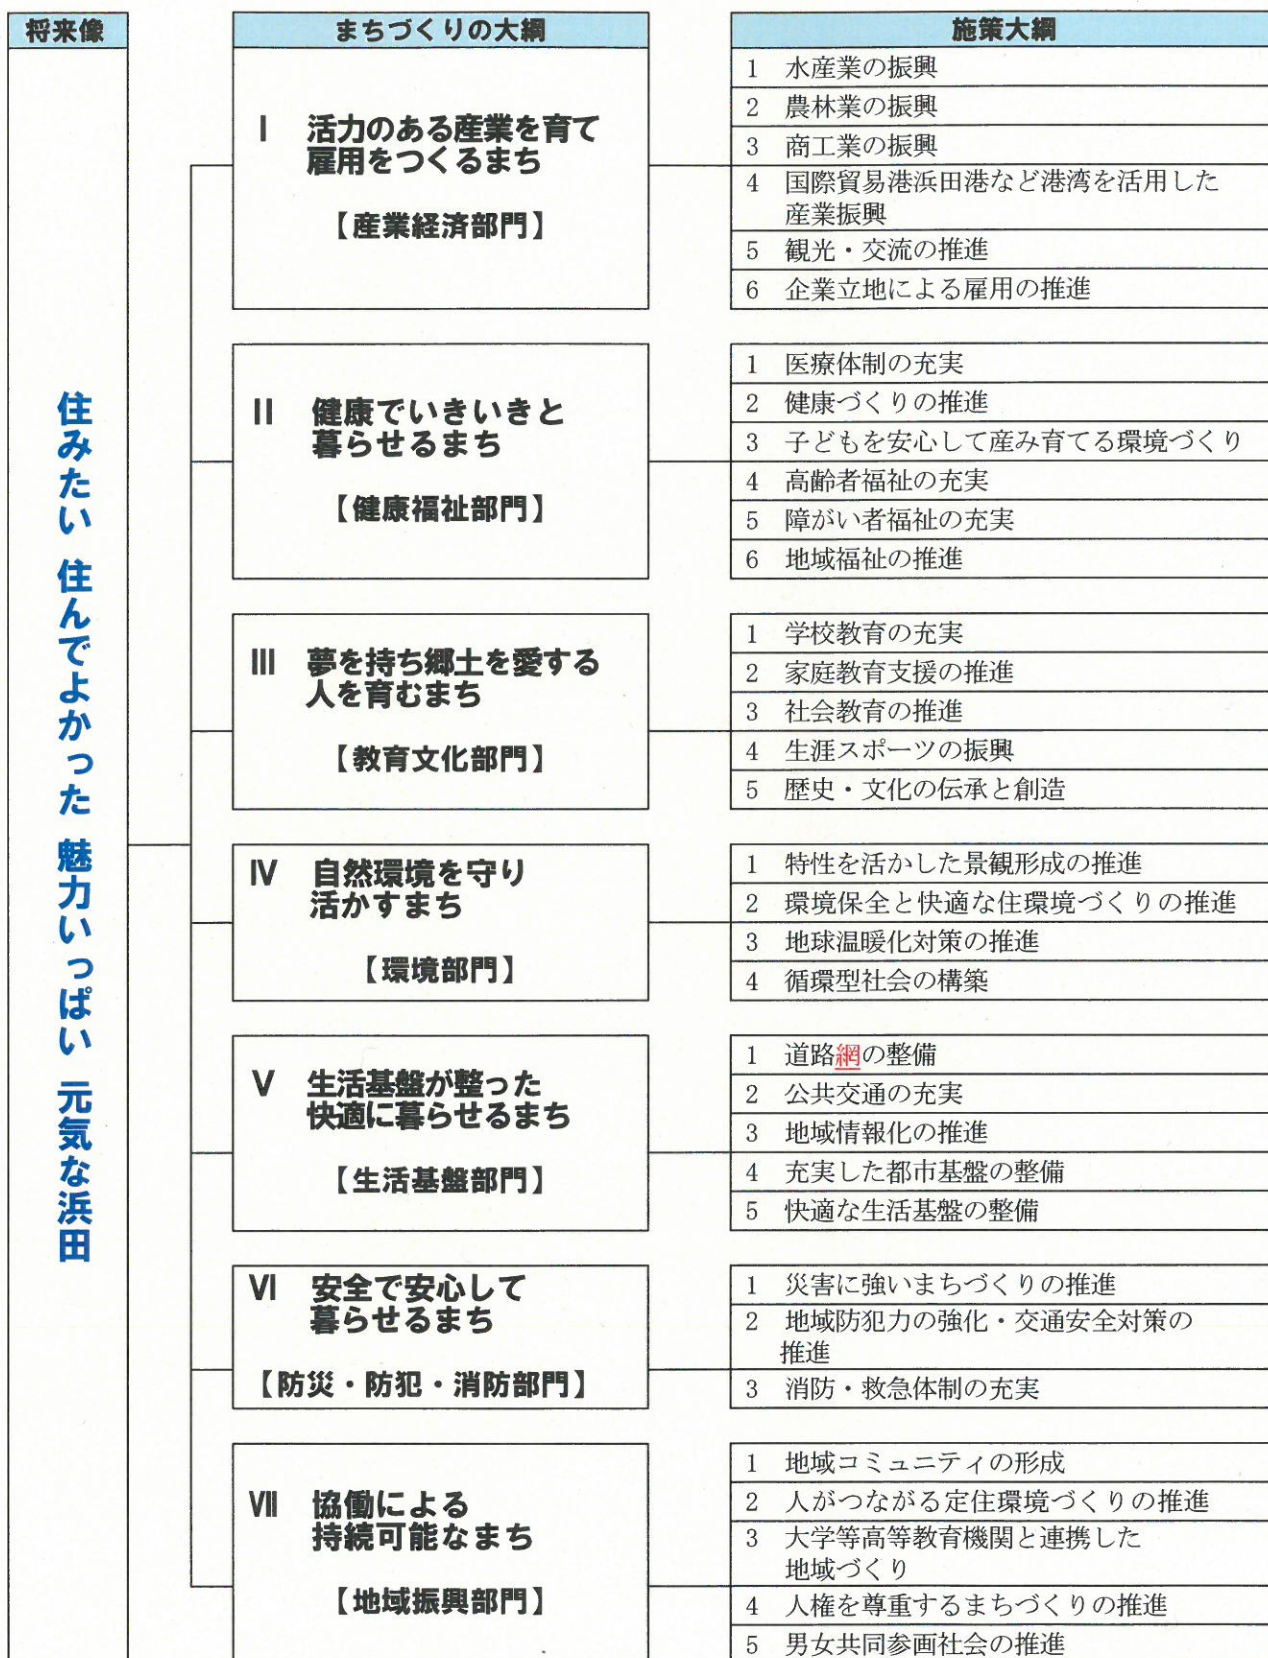 将来像
まちづくりの大綱
施策大綱
住みたい 住んでよかった 魅力いっぱい 元気な浜田
Ⅰ 活力のある産業を育て
雇用をつくるまち
【産業経済部門】
1 水産業の振興
2 農林業の振興
3 商工業の振興
4 国際貿易港浜田港など港湾を活用した
産業振興
5 観光・交流の推進
6 企業立地による雇用の推進
Ⅱ 健康でいきいきと
暮らせるまち
【健康福祉部門】
1 医療体制の充実
2 健康づくりの推進
3 子どもを安心して産み育てる環境づくり
4 高齢者福祉の充実
5 障がい者福祉の充実
6 地域福祉の推進
Ⅲ 夢を持ち郷土を愛する
人を育むまち
【教育文化部門】
1 学校教育の充実
2 家庭教育支援の推進
3 社会教育の推進
4 生涯スポーツの振興
5 歴史・文化の伝承と創造
Ⅳ 自然環境を守り
活かすまち
【環境部門】
1 特性を活かした景観形成の推進
2 環境保全と快適な住環境づくりの推進
3 地球温暖化対策の推進
4 循環型社会の構築
Ⅴ 生活基盤が整った
快適に暮らせるまち
【生活基盤部門】
1 道路網の整備
2 公共交通の充実
3 地域情報化の推進
4 充実した都市基盤の整備
5 快適な生活基盤の整備
Ⅵ 安全で安心して
暮らせるまち
【防災・防犯・消防部門】
1 災害に強いまちづくりの推進
2 地域防犯力の強化・交通安全対策の
推進
3 消防・救急体制の充実
Ⅶ 協働による
持続可能なまち
【地域振興部門】
1 地域コミュニティの形成
2 人がつながる定住環境づくりの推進
3 大学等高等教育機関と連携した
地域づくり
4 人権を尊重するまちづくりの推進
5 男女共同参画社会の推進